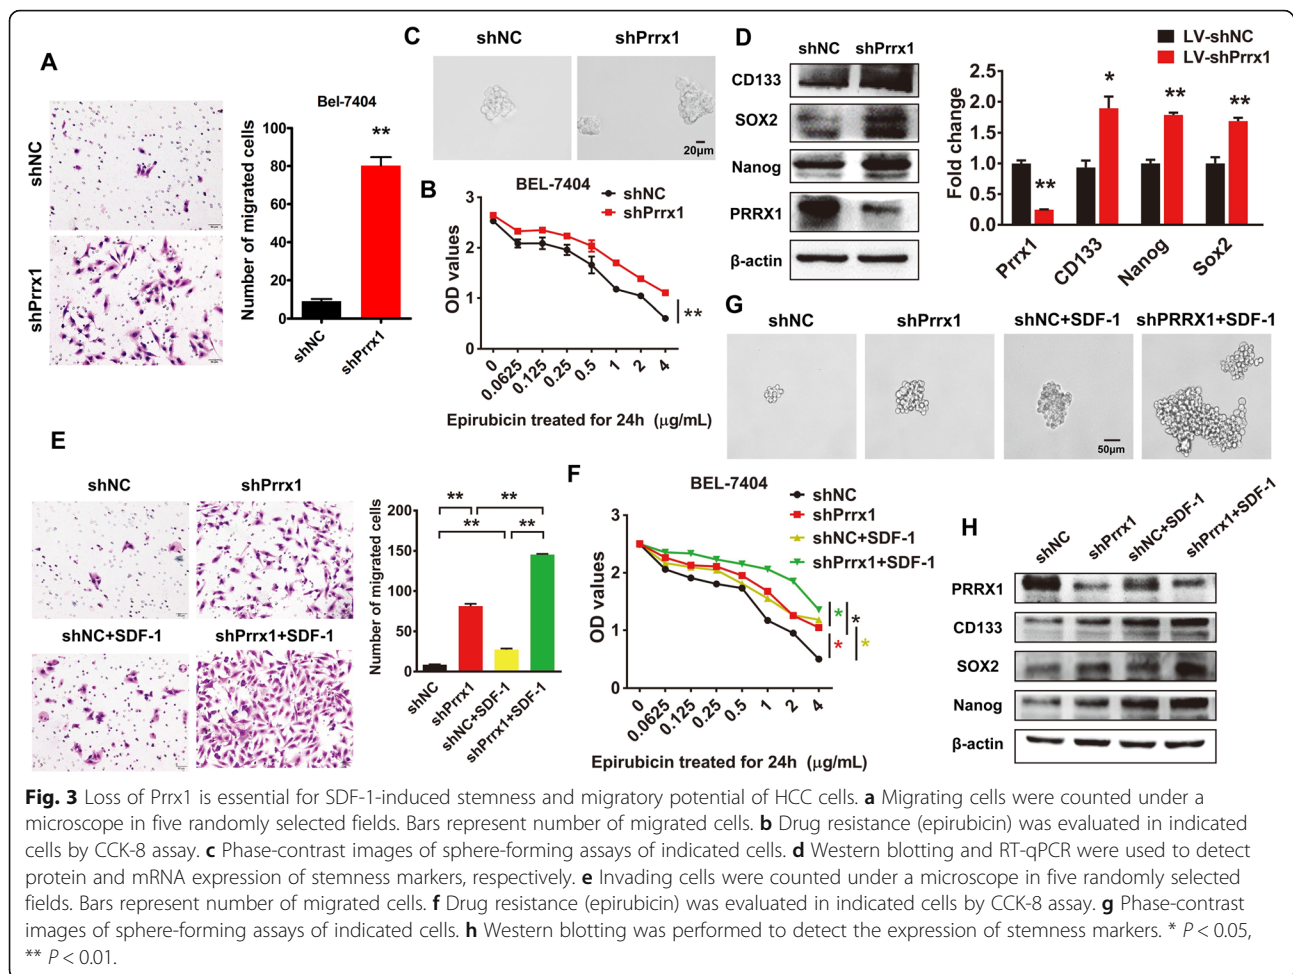 A
Bel-7404
shNC
shPrrx1
Number of migrated cells
100
80
60
40
20
0
**
shNC
shPrrx1
C
shNC
shPrrx1
20μm
B
BEL-7404
shNC
shPrrx1
OD values
3
2
1
0
**
0
0.0625
0.125
0.25
0.5
1
2
4
Epirubicin treated for 24h (μg/mL)
D
shNC shPrrx1
CD133
SOX2
Nanog
PRRX1
β-actin
LV-shNC
LV-shPrrx1
Fold change
2.5
2.0
1.5
1.0
0.5
0.0
**
*
**
**
Prrx1
CD133
Nanog
Sox2
G
shNC
shPrrx1
shNC+SDF-1
shPRRX1+SDF-1
50μm
E
shNC
shPrrx1
shNC+SDF-1
shPrrx1+SDF-1
Number of migrated cells
200
150
100
50
0
** **
** **
shNC
shPrrx1
shNC+SDF-1
shPrrx1+SDF-1
F
BEL-7404
shNC
shPrrx1
shNC+SDF-1
shPrrx1+SDF-1
OD values
3
2
1
0
* *
* *
0
0.0625
0.125
0.25
0.5
1
2
4
Epirubicin treated for 24h (μg/mL)
H
shNC
shPrrx1
shNC+SDF-1
shPrrx1+SDF-1
PRRX1
CD133
SOX2
Nanog
β-actin
Fig. 3 Loss of Prrx1 is essential for SDF-1-induced stemness and migratory potential of HCC cells. a Migrating cells were counted under a
microscope in five randomly selected fields. Bars represent number of migrated cells. b Drug resistance (epirubicin) was evaluated in indicated
cells by CCK-8 assay. c Phase-contrast images of sphere-forming assays of indicated cells. d Western blotting and RT-qPCR were used to detect
protein and mRNA expression of stemness markers, respectively. e Invading cells were counted under a microscope in five randomly selected
fields. Bars represent number of migrated cells. f Drug resistance (epirubicin) was evaluated in indicated cells by CCK-8 assay. g Phase-contrast
images of sphere-forming assays of indicated cells. h Western blotting was performed to detect the expression of stemness markers. * P < 0.05,
** P < 0.01.